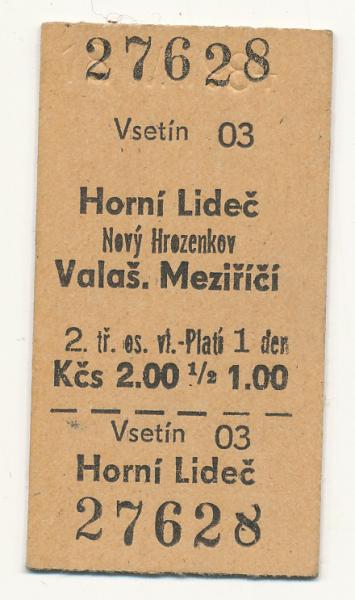 27628
Vsetín 03
Horní Lideč
Nový Hrozenkov
Valaš. Meziříčí
2. tř. os. vl.-Platí 1 den
Kčs 2.00 ½ 1.00
Vsetín 03
Horní Lideč
27628